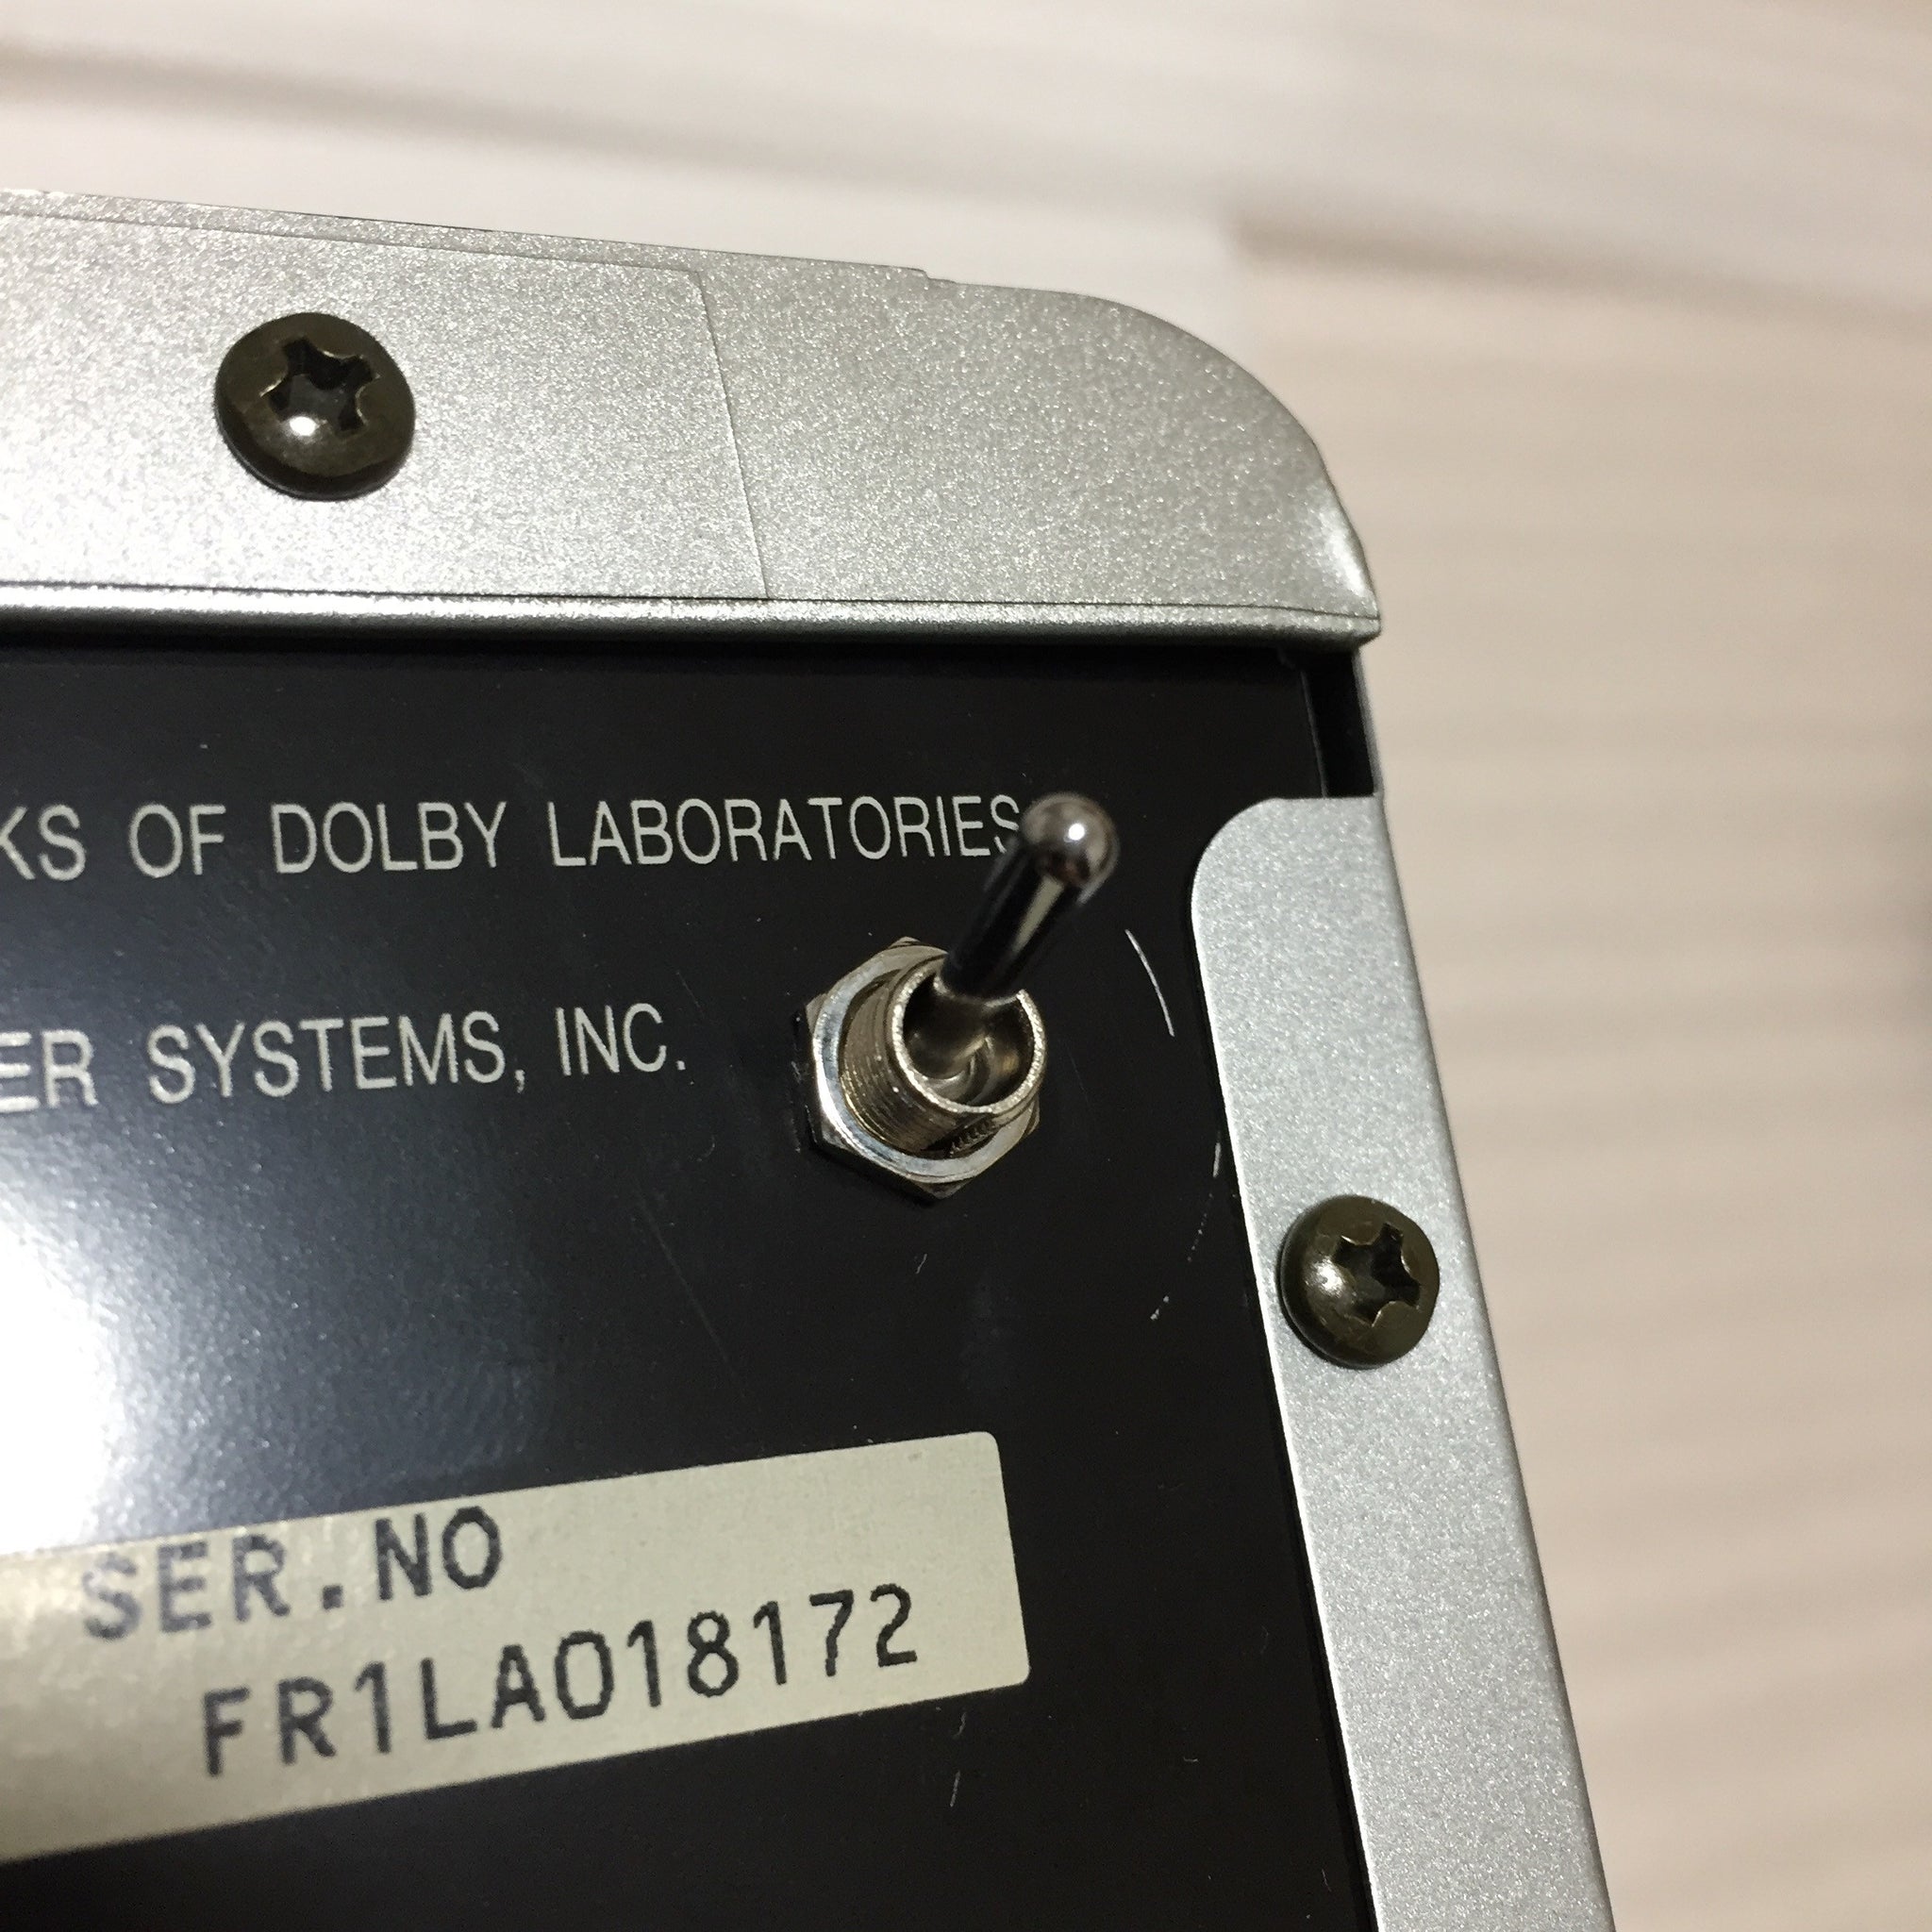 KS OF DOLBY LABORATORIES
ER SYSTEMS, INC.
SER.NO
FR1LA018172